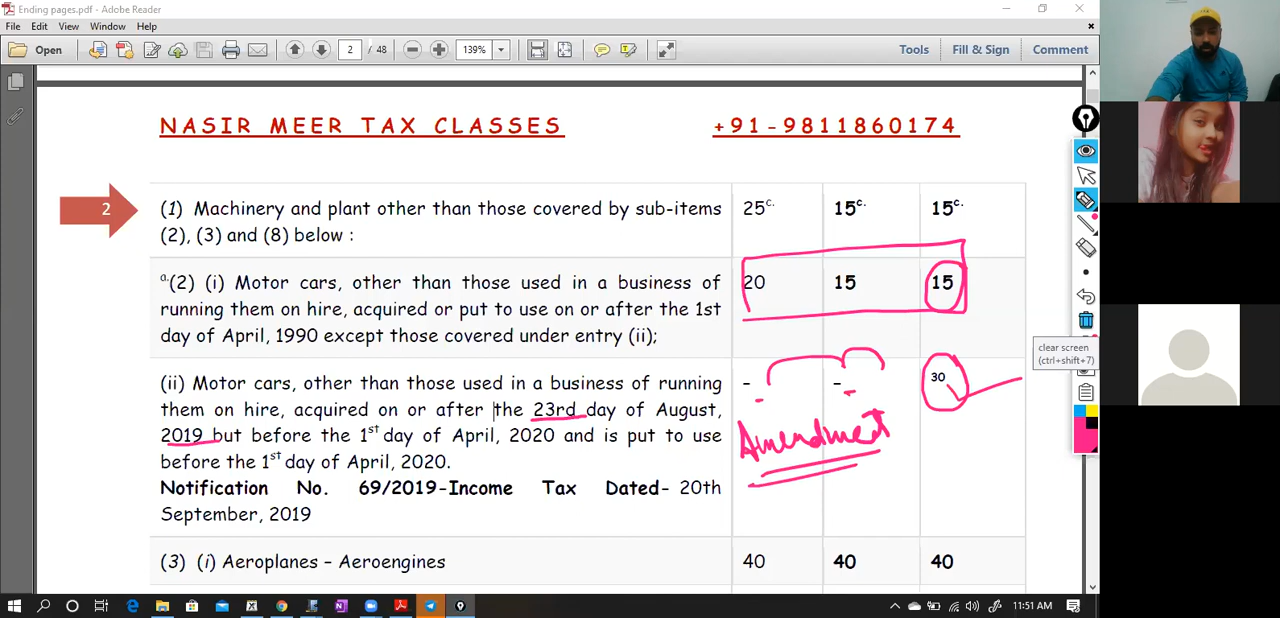 Ending pages.pdf - Adobe Reader
File Edit View Window Help
Open 2 / 48 139% Tools Fill & Sign Comment
NASIR MEER TAX CLASSES +91-9811860174
2
(1) Machinery and plant other than those covered by sub-items 25c. 15c. 15c.
(2), (3) and (8) below :
a.(2) (i) Motor cars, other than those used in a business of 20 15 15
running them on hire, acquired or put to use on or after the 1st
day of April, 1990 except those covered under entry (ii);
(ii) Motor cars, other than those used in a business of running - - 30
them on hire, acquired on or after the 23rd day of August,
2019 but before the 1st day of April, 2020 and is put to use
before the 1st day of April, 2020.
Amendment
Notification No. 69/2019-Income Tax Dated- 20th
September, 2019
(3) (i) Aeroplanes – Aeroengines 40 40 40
clear screen
(ctrl+shift+7)
11:51 AM